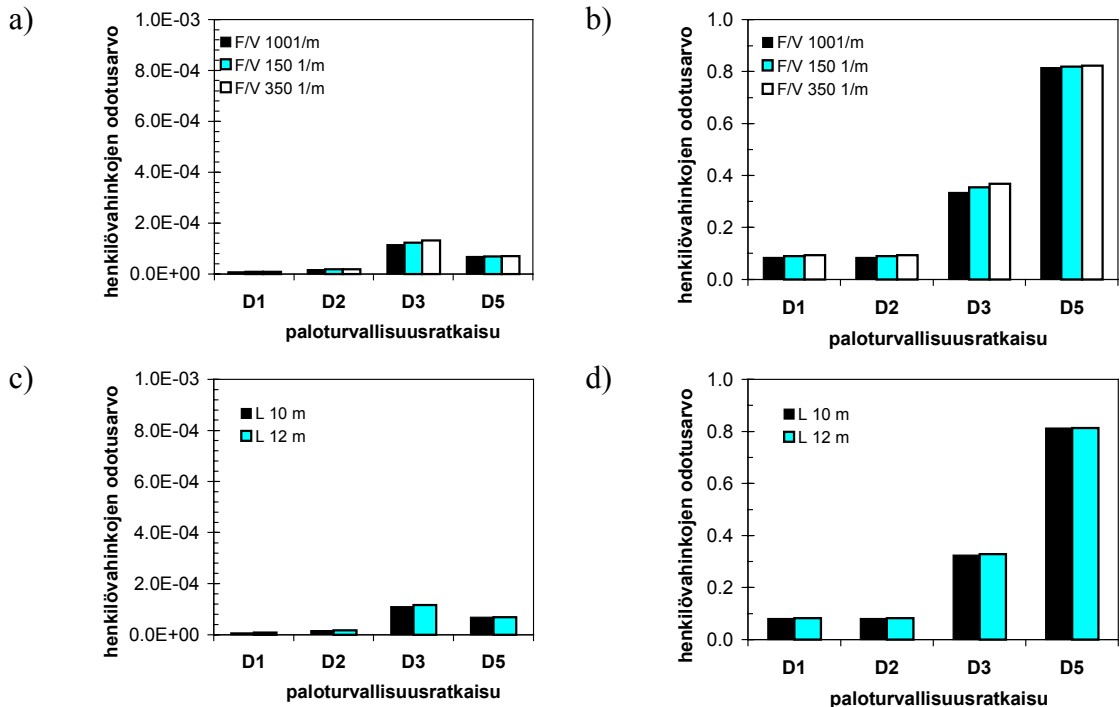 a)
henkilövahinkojen odotusarvo
1.0E-03
8.0E-04
6.0E-04
4.0E-04
2.0E-04
0.0E+00
F/V 1001/m
F/V 150 1/m
F/V 350 1/m
D1 D2 D3 D5
paloturvallisuusratkaisu
b)
henkilövahinkojen odotusarvo
1.0
0.8
0.6
0.4
0.2
0.0
F/V 1001/m
F/V 150 1/m
F/V 350 1/m
D1 D2 D3 D5
paloturvallisuusratkaisu
c)
henkilövahinkojen odotusarvo
1.0E-03
8.0E-04
6.0E-04
4.0E-04
2.0E-04
0.0E+00
L 10 m
L 12 m
D1 D2 D3 D5
paloturvallisuusratkaisu
d)
henkilövahinkojen odotusarvo
1.0
0.8
0.6
0.4
0.2
0.0
L 10 m
L 12 m
D1 D2 D3 D5
paloturvallisuusratkaisu